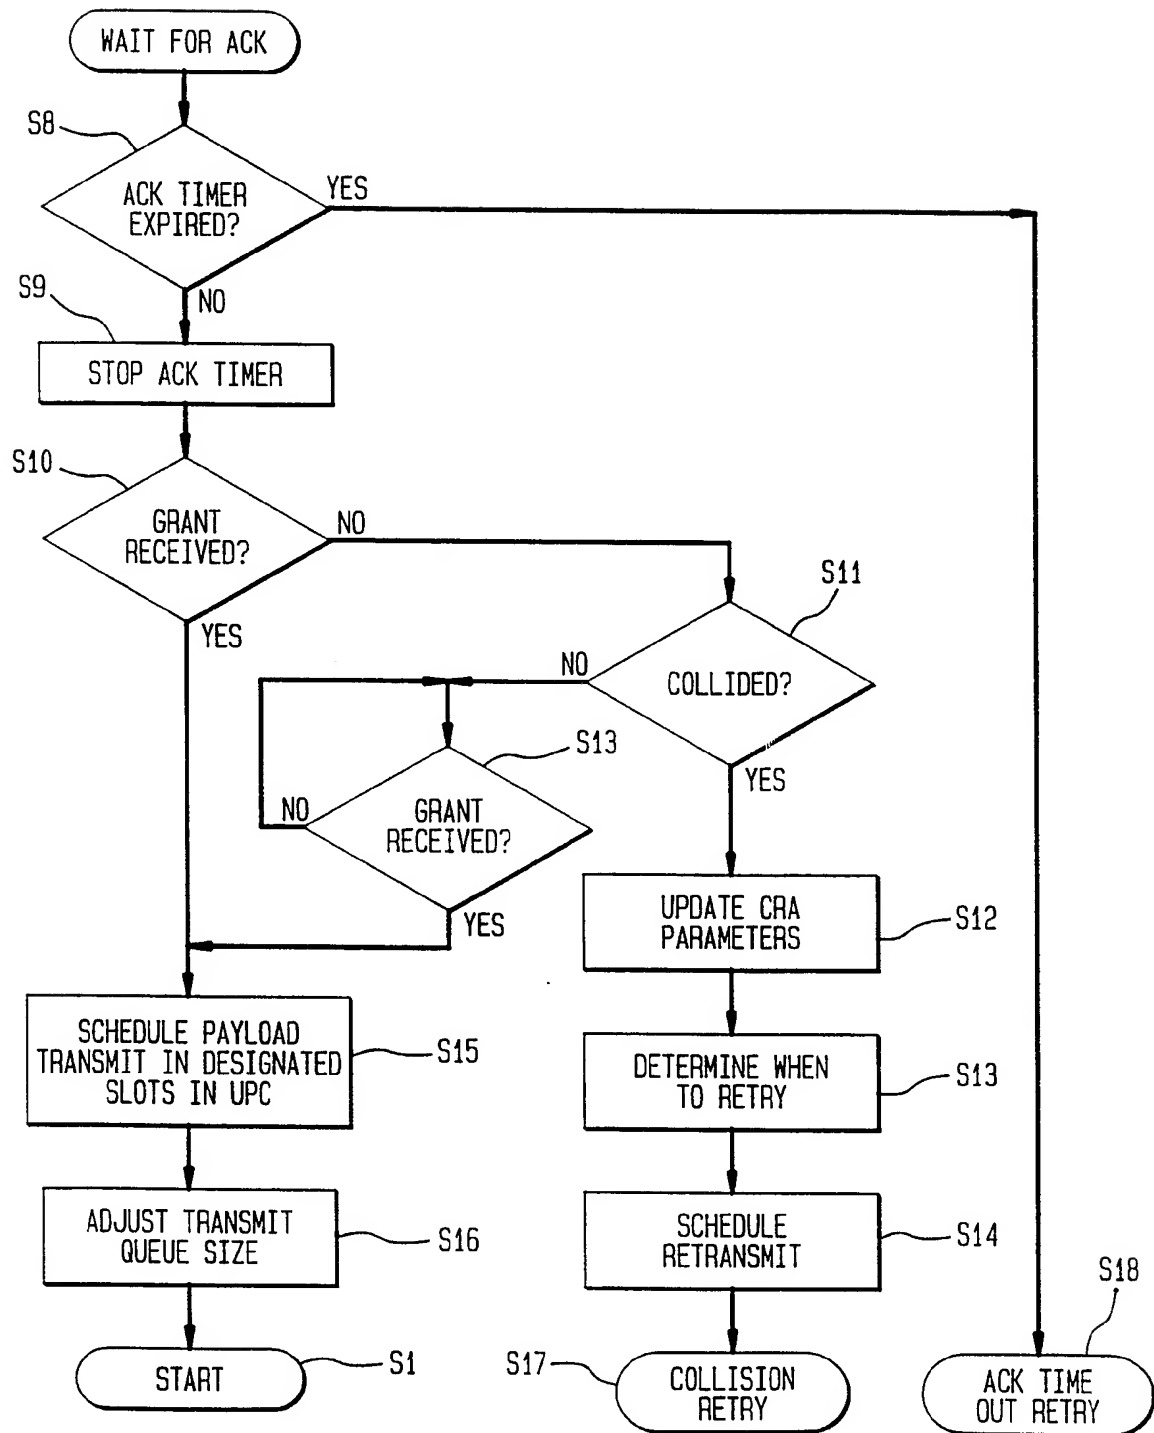 WAIT FOR ACK
S8
ACK TIMER
EXPIRED?
YES
NO
S9
STOP ACK TIMER
S10
GRANT
RECEIVED?
NO
YES
S11
COLLIDED?
NO
YES
S13
GRANT
RECEIVED?
NO
YES
UPDATE CRA
PARAMETERS
S12
SCHEDULE PAYLOAD
TRANSMIT IN DESIGNATED
SLOTS IN UPC
S15
DETERMINE WHEN
TO RETRY
S13
ADJUST TRANSMIT
QUEUE SIZE
S16
SCHEDULE
RETRANSMIT
S14
START
S1
S17
COLLISION
RETRY
S18
ACK TIME
OUT RETRY